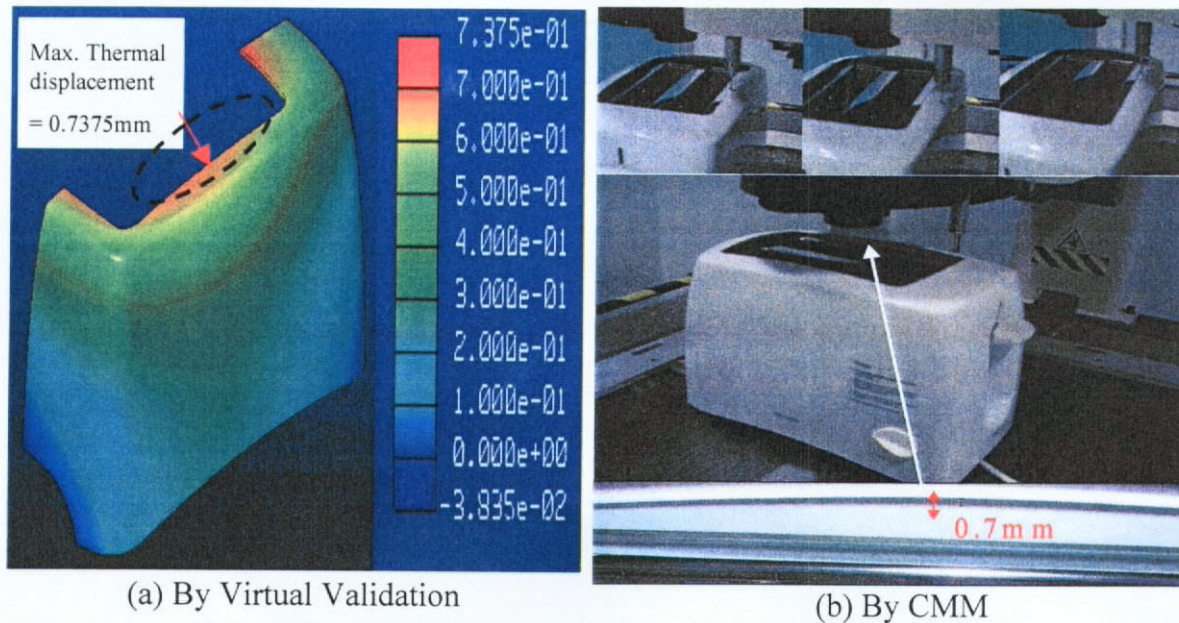 Max. Thermal
displacement
= 0.7375mm
7.375e-01
7.000e-01
6.000e-01
5.000e-01
4.000e-01
3.000e-01
2.000e-01
1.000e-01
0.000e+00
-3.835e-02
0.7mm
(a) By Virtual Validation
(b) By CMM